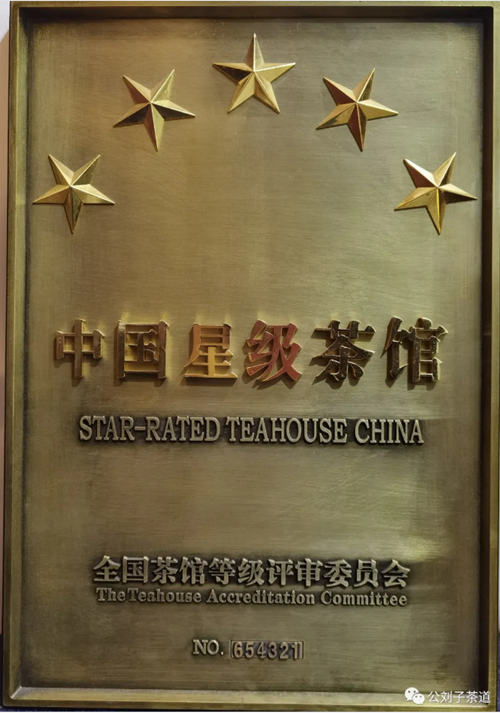 中国星级茶馆
STAR-RATED TEAHOUSE CHINA
全国茶馆等级评审委员会
The Teahouse Accreditation Committee
NO. 654321
公刘子茶道